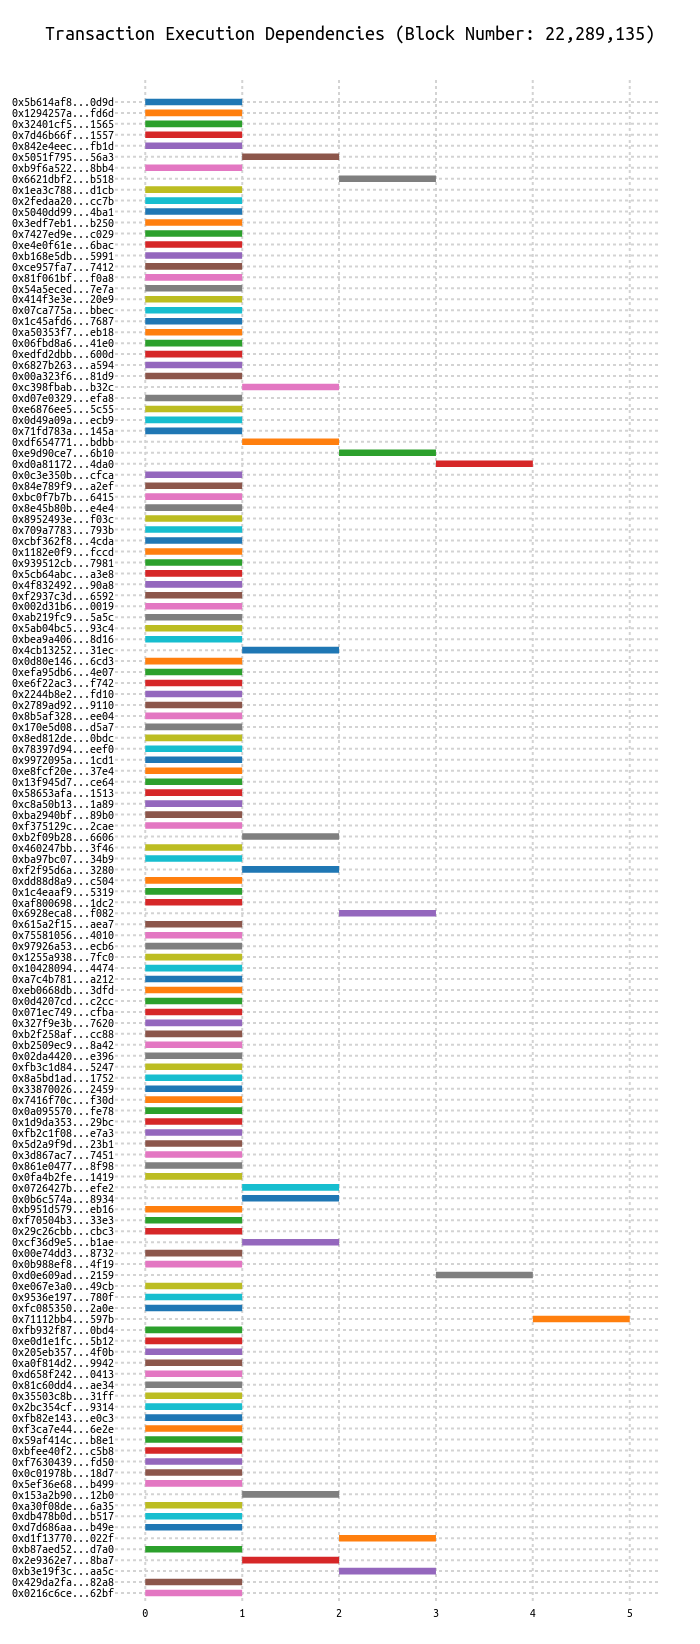 Transaction Execution Dependencies (Block Number: 22,289,135)
0x5b614af8...0d9d
0x1294257a...fd6d
0x32401cf5...1565
0x7d46b66f...1557
0x842e4eec...fb1d
0x5051f795...56a3
0xb9f6a522...8bb4
0x6621dbf2...b518
0x1ea3c788...d1cb
0x2fedaa20...cc7b
0x5040dd99...4ba1
0x3edf7eb1...b250
0x7427ed9e...c029
0xe4e0f61e...6bac
0xb168e5db...5991
0xce957fa7...7412
0x81f061bf...f0a8
0x54a5eced...7e7a
0x414f3e3e...20e9
0x07ca775a...bbec
0x1c45afd6...7687
0xa50353f7...eb18
0x06fbd8a6...41e0
0xedfd2dbb...600d
0x6827b263...a594
0x00a323f6...81d9
0xc398fbab...b32c
0xd07e0329...efa8
0xe6876ee5...5c55
0x0d49a09a...ecb9
0x71fd783a...145a
0xdf654771...bdbb
0xe9d90ce7...6b10
0xd0a81172...4da0
0x0c3e350b...cfca
0x84e789f9...a2ef
0xbc0f7b7b...6415
0x8e45b80b...e4e4
0x8952493e...f03c
0x709a7783...793b
0xcbf362f8...4cda
0x1182e0f9...fccd
0x939512cb...7981
0x5cb64abc...a3e8
0x4f832492...90a8
0xf2937c3d...6592
0x002d31b6...0019
0xab219fc9...5a5c
0x5ab04bc5...93c4
0xbea9a406...8d16
0x4cb13252...31ec
0x0d80e146...6cd3
0xefa95db6...4e07
0xe6f22ac3...f742
0x2244b8e2...fd10
0x2789ad92...9110
0x8b5af328...ee04
0x170e5d08...d5a7
0x8ed812de...0bdc
0x78397d94...eef0
0x9972095a...1cd1
0xe8fcf20e...37e4
0x13f945d7...ce64
0x58653afa...1513
0xc8a50b13...1a89
0xba2940bf...89b0
0xf375129c...2cae
0xb2f09b28...6606
0x460247bb...3f46
0xba97bc07...34b9
0xf2f95d6a...3280
0xdd88d8a9...c504
0x1c4eaaf9...5319
0xaf800698...1dc2
0x6928eca8...f082
0x615a2f15...aea7
0x75581056...4010
0x97926a53...ecb6
0x1255a938...7fc0
0x10428094...4474
0xa7c4b781...a212
0xeb0668db...3dfd
0x0d4207cd...c2cc
0x071ec749...cfba
0x327f9e3b...7620
0xb2f258af...cc88
0xb2509ec9...8a42
0x02da4420...e396
0xfb3c1d84...5247
0x8a5bd1ad...1752
0x33870026...2459
0x7416f70c...f30d
0x0a095570...fe78
0x1d9da353...29bc
0xfb2c1f08...e7a3
0x5d2a9f9d...23b1
0x3d867ac7...7451
0x861e0477...8f98
0x0fa4b2fe...1419
0x0726427b...efe2
0x0b6c574a...8934
0xb951d579...eb16
0xf70504b3...33e3
0x29c26cbb...cbc3
0xcf36d9e5...b1ae
0x00e74dd3...8732
0x0b988ef8...4f19
0xd0e609ad...2159
0xe067e3a0...49cb
0x9536e197...780f
0xfc085350...2a0e
0x71112bb4...597b
0xfb932f87...0bd4
0xe0d1e1fc...5b12
0x205eb357...4f0b
0xa0f814d2...9942
0xd658f242...0413
0x81c60dd4...ae34
0x35503c8b...31ff
0x2bc354cf...9314
0xfb82e143...e0c3
0xf3ca7e44...6e2e
0x59af414c...b8e1
0xbfee40f2...c5b8
0xf7630439...fd50
0x0c01978b...18d7
0x5ef36e68...b499
0x153a2b90...12b0
0xa30f08de...6a35
0xdb478b0d...b517
0xd7d686aa...b49e
0xd1f13770...022f
0xb87aed52...d7a0
0x2e9362e7...8ba7
0xb3e19f3c...aa5c
0x429da2fa...82a8
0x0216c6ce...62bf
0 1 2 3 4 5